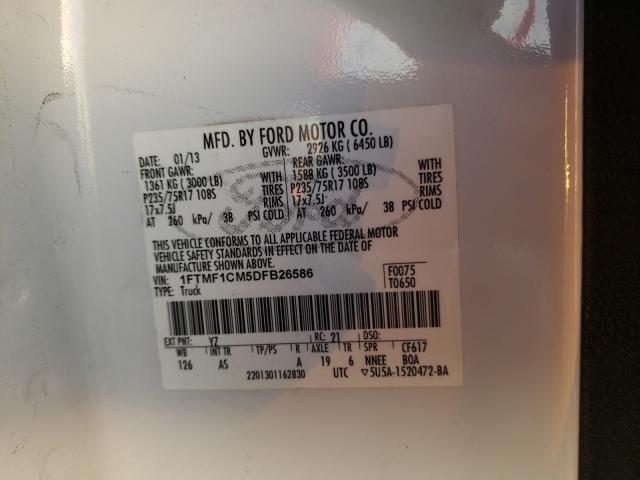 MFD. BY FORD MOTOR CO.
DATE: 01/13 GVWR: 2926 KG (6450 LB)
FRONT GAWR: REAR GAWR:
1361 KG (3000 LB) WITH 1588 KG (3500 LB) WITH
P235/75R17 108S TIRES P235/75R17 108S TIRES
17x7.5J RIMS 17x7.5J RIMS
AT 260 kPa/ 38 PSI COLD AT 260 kPa/ 38 PSI COLD
THIS VEHICLE CONFORMS TO ALL APPLICABLE FEDERAL MOTOR
VEHICLE SAFETY STANDARDS IN EFFECT ON THE DATE OF
MANUFACTURE SHOWN ABOVE.
VIN: 1FTMF1CM5DFB26586 F0075
TYPE: Truck T0650
EXT PNT: YZ RC: 21 DSO:
WB INT TR TP/PS R AXLE TR SPR CF617
126 AS A 19 6 NNEE BOA
2201301162830 UTC ▽5U5A-1520472-BA
Ford